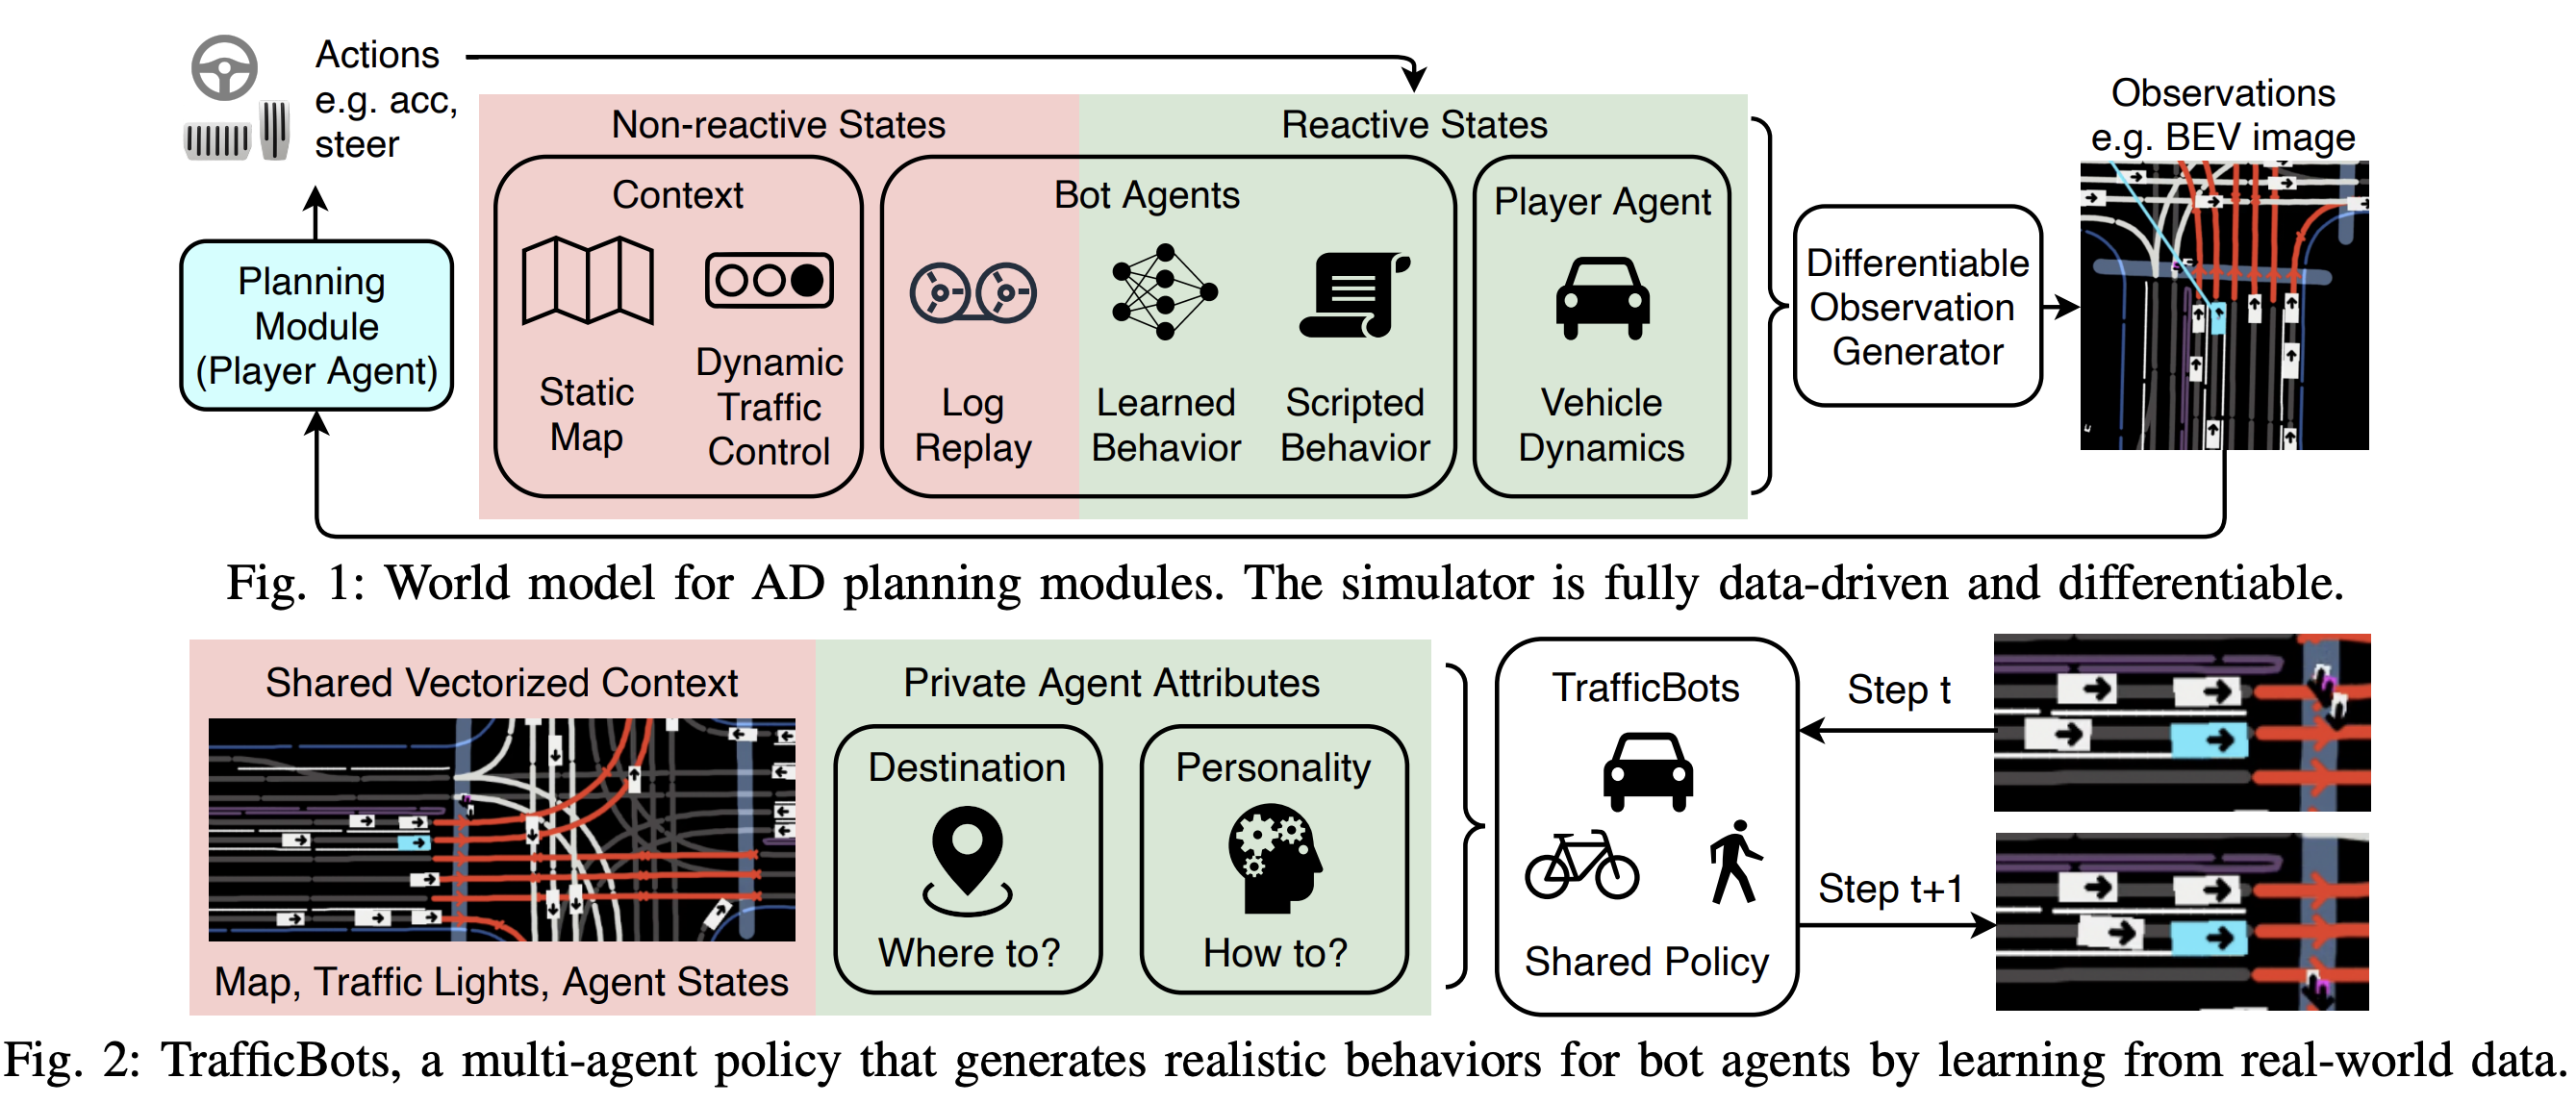 Actions
e.g. acc,
steer
Planning
Module
(Player Agent)
Non-reactive States
Reactive States
Context
Static
Map
Dynamic
Traffic
Control
Bot Agents
Log
Replay
Learned
Behavior
Scripted
Behavior
Player Agent
Vehicle
Dynamics
Differentiable
Observation
Generator
Observations
e.g. BEV image
Fig. 1: World model for AD planning modules. The simulator is fully data-driven and differentiable.
Shared Vectorized Context
Map, Traffic Lights, Agent States
Private Agent Attributes
Destination
Where to?
Personality
How to?
TrafficBots
Shared Policy
Step t
Step t+1
Fig. 2: TrafficBots, a multi-agent policy that generates realistic behaviors for bot agents by learning from real-world data.